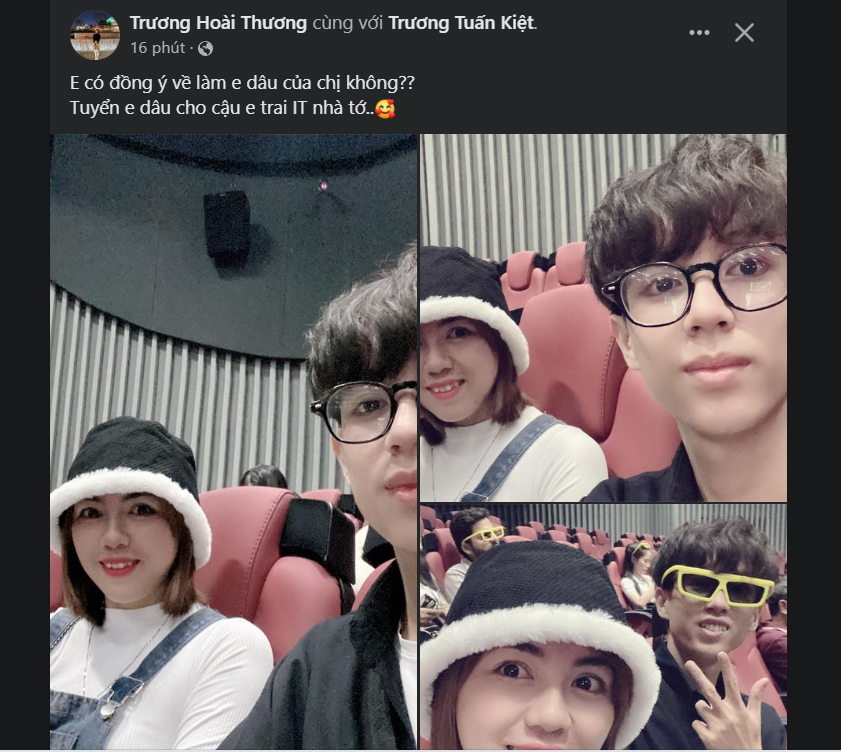 Trương Hoài Thương cùng với Trương Tuấn Kiệt.
16 phút ·
E có đồng ý về làm e dâu của chị không??
Tuyển e dâu cho cậu e trai IT nhà tớ..🥰